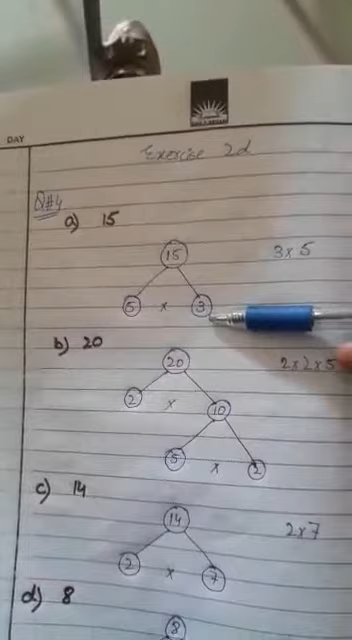 DAY
Exercise 2d
Q#4
a) 15
15
3x5
5 x 3
b) 20
20
2x2x5
2 x 10
5 x 2
c) 14
14
2x7
2 x 7
d) 8
8